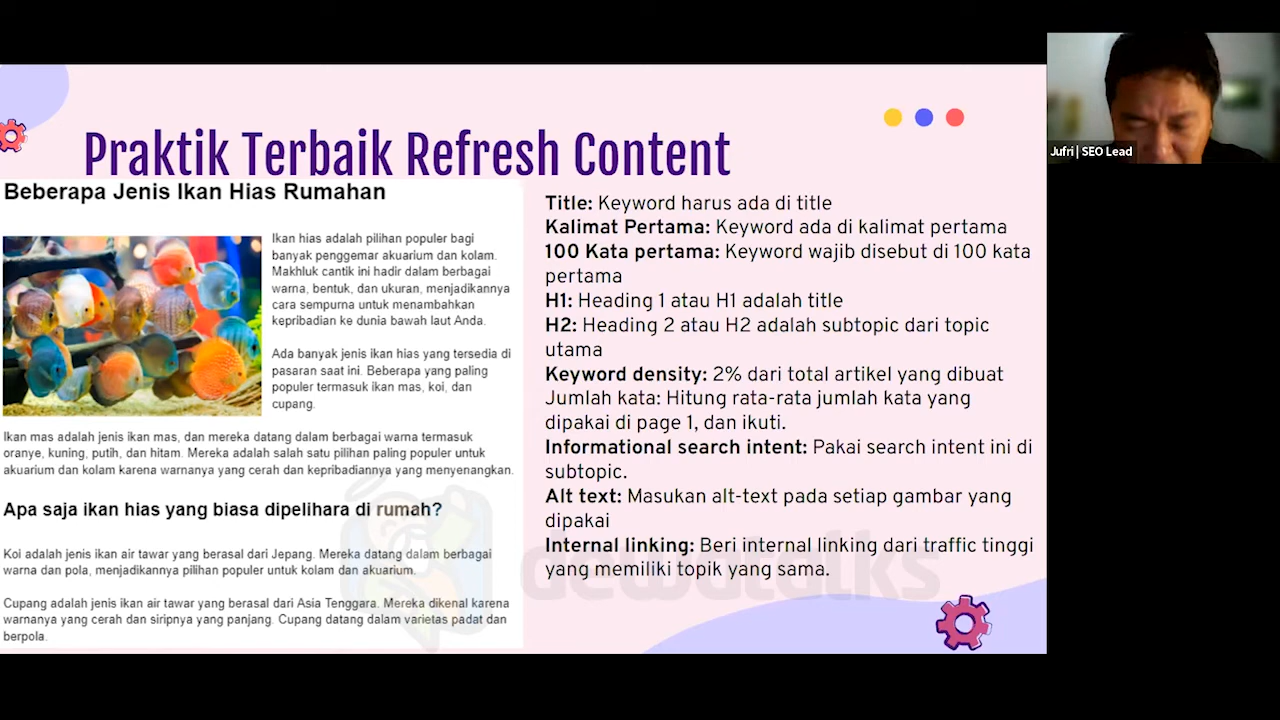 Praktik Terbaik Refresh Content
Beberapa Jenis Ikan Hias Rumahan
Ikan hias adalah pilihan populer bagi
banyak penggemar akuarium dan kolam.
Makhluk cantik ini hadir dalam berbagai
warna, bentuk, dan ukuran, menjadikannya
cara sempurna untuk menambahkan
kepribadian ke dunia bawah laut Anda.
Ada banyak jenis ikan hias yang tersedia di
pasaran saat ini. Beberapa yang paling
populer termasuk ikan mas, koi, dan
cupang.
Ikan mas adalah jenis ikan mas, dan mereka datang dalam berbagai warna termasuk
oranye, kuning, putih, dan hitam. Mereka adalah salah satu pilihan paling populer untuk
akuarium dan kolam karena warnanya yang cerah dan kepribadiannya yang menyenangkan.
Apa saja ikan hias yang biasa dipelihara di rumah?
Koi adalah jenis ikan air tawar yang berasal dari Jepang. Mereka datang dalam berbagai
warna dan pola, menjadikannya pilihan populer untuk kolam dan akuarium.
Cupang adalah jenis ikan air tawar yang berasal dari Asia Tenggara. Mereka dikenal karena
warnanya yang cerah dan siripnya yang panjang. Cupang datang dalam varietas padat dan
berpola.
Title: Keyword harus ada di title
Kalimat Pertama: Keyword ada di kalimat pertama
100 Kata pertama: Keyword wajib disebut di 100 kata
pertama
H1: Heading 1 atau H1 adalah title
H2: Heading 2 atau H2 adalah subtopic dari topic
utama
Keyword density: 2% dari total artikel yang dibuat
Jumlah kata: Hitung rata-rata jumlah kata yang
dipakai di page 1, dan ikuti.
Informational search intent: Pakai search intent ini di
subtopic.
Alt text: Masukan alt-text pada setiap gambar yang
dipakai
Internal linking: Beri internal linking dari traffic tinggi
yang memiliki topik yang sama.
dewatalks
Jufri | SEO Lead